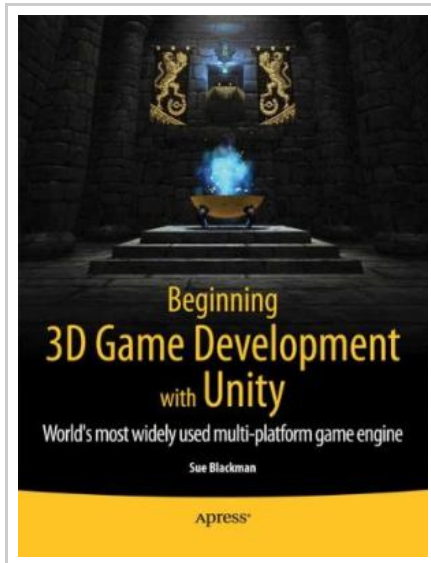 Beginning
3D Game Development
with Unity
World's most widely used multi-platform game engine
Sue Blackman
Apress®